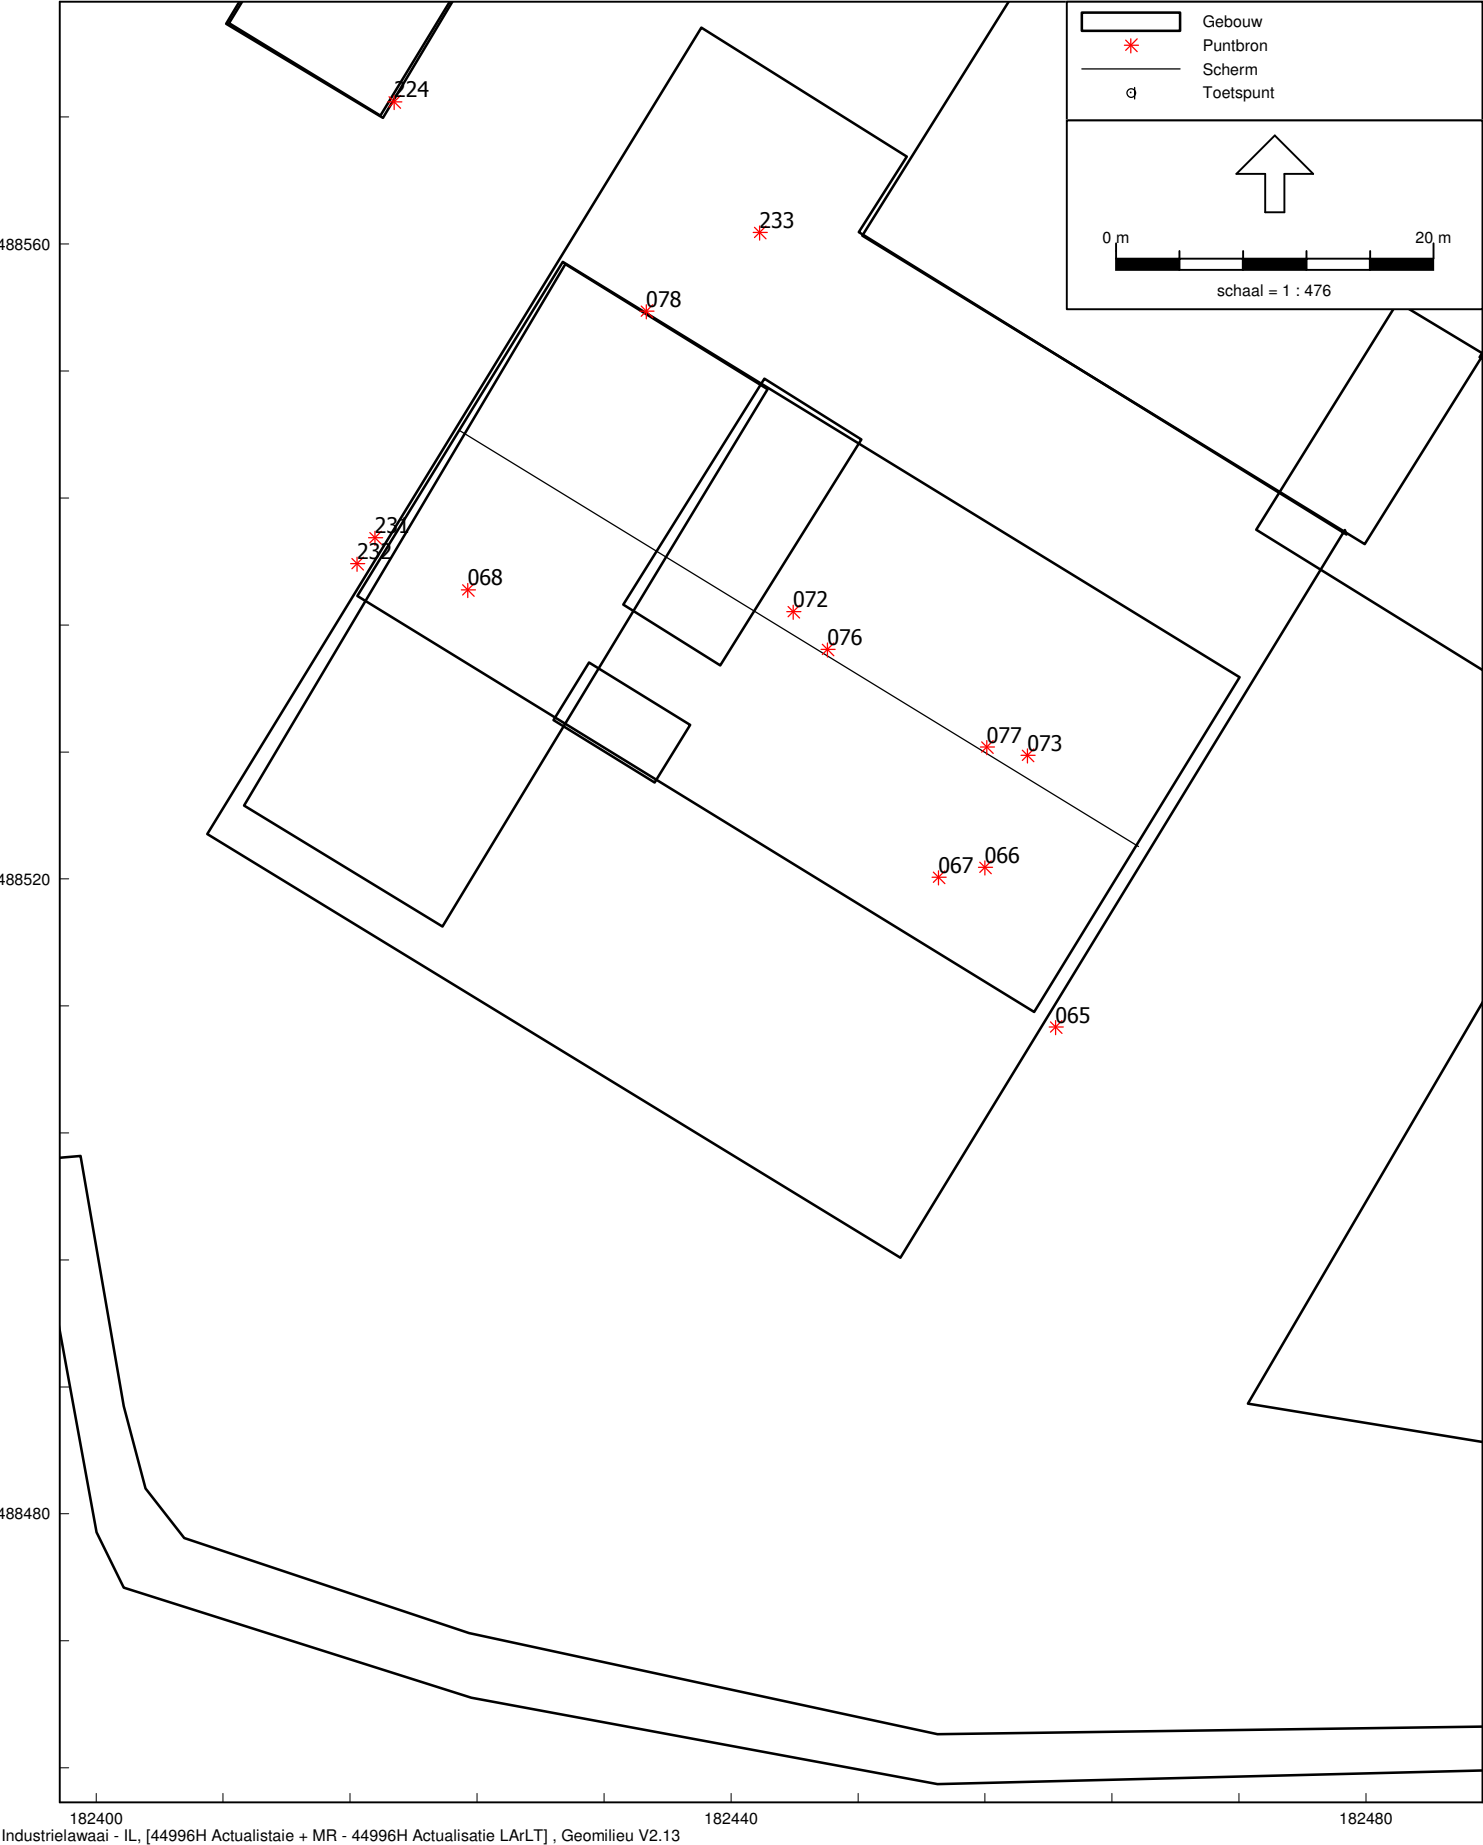 Gebouw
Puntbron
Scherm
Toetspunt
0 m 20 m
schaal = 1 : 476
224
233
488560
078
231
232
068
072
076
077
073
066
067
488520
065
488480
182400 182440 182480
Industrielawaai - IL, [44996H Actualistaie + MR - 44996H Actualisatie LArLT] , Geomilieu V2.13